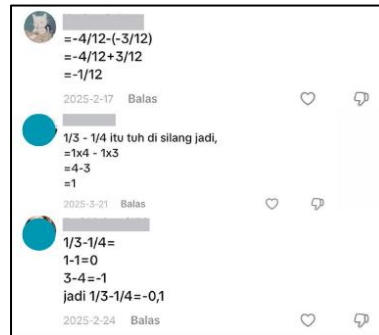 =-4/12-(-3/12)
=-4/12+3/12
=-1/12
2025-2-17 Balas
1/3 - 1/4 itu tuh di silang jadi,
=1x4 - 1x3
=4-3
=1
2025-3-21 Balas
1/3-1/4=
1-1=0
3-4=-1
jadi 1/3-1/4=-0,1
2025-2-24 Balas